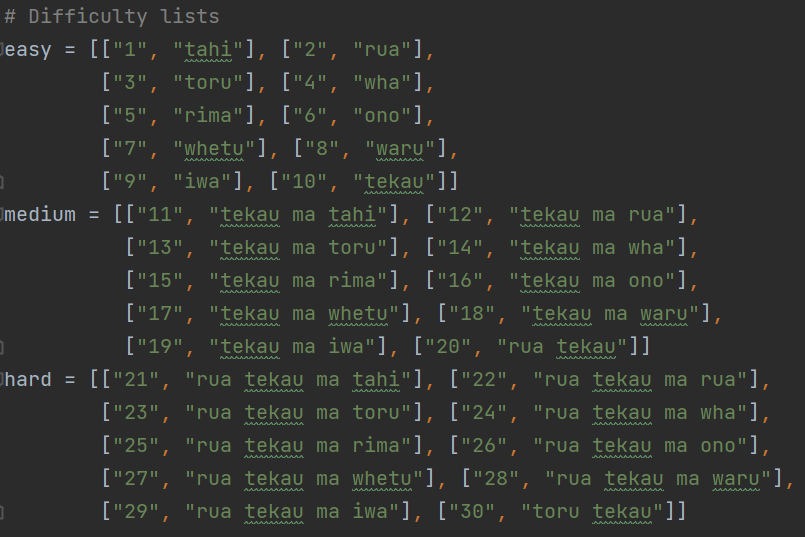 # Difficulty lists
easy = [["1", "tahi"], ["2", "rua"],
["3", "toru"], ["4", "wha"],
["5", "rima"], ["6", "ono"],
["7", "whetu"], ["8", "waru"],
["9", "iwa"], ["10", "tekau"]]
medium = [["11", "tekau ma tahi"], ["12", "tekau ma rua"],
["13", "tekau ma toru"], ["14", "tekau ma wha"],
["15", "tekau ma rima"], ["16", "tekau ma ono"],
["17", "tekau ma whetu"], ["18", "tekau ma waru"],
["19", "tekau ma iwa"], ["20", "rua tekau"]]
hard = [["21", "rua tekau ma tahi"], ["22", "rua tekau ma rua"],
["23", "rua tekau ma toru"], ["24", "rua tekau ma wha"],
["25", "rua tekau ma rima"], ["26", "rua tekau ma ono"],
["27", "rua tekau ma whetu"], ["28", "rua tekau ma waru"],
["29", "rua tekau ma iwa"], ["30", "toru tekau"]]